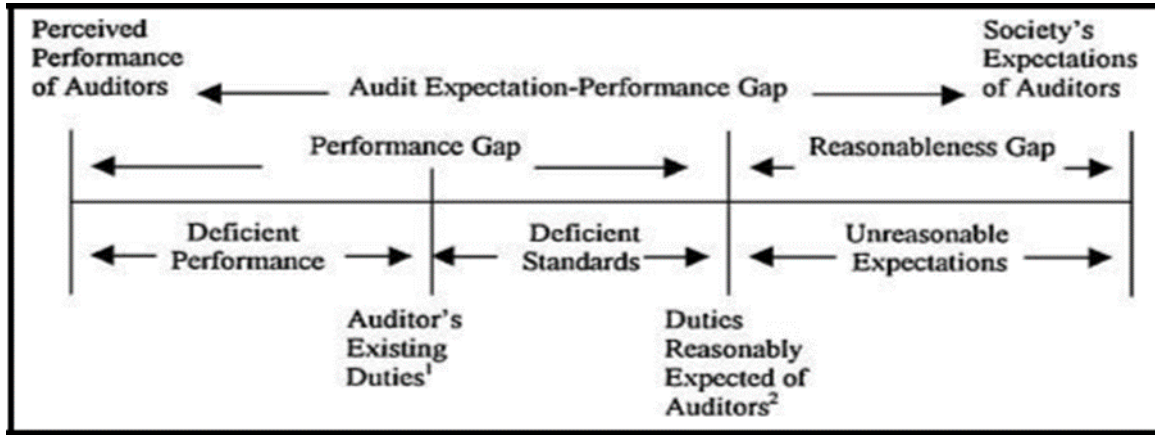 Perceived
Performance
of Auditors
Society's
Expectations
of Auditors
Audit Expectation-Performance Gap
Performance Gap
Reasonableness Gap
Deficient
Performance
Deficient
Standards
Unreasonable
Expectations
Auditor's
Existing
Duties¹
Duties
Reasonably
Expected of
Auditors²